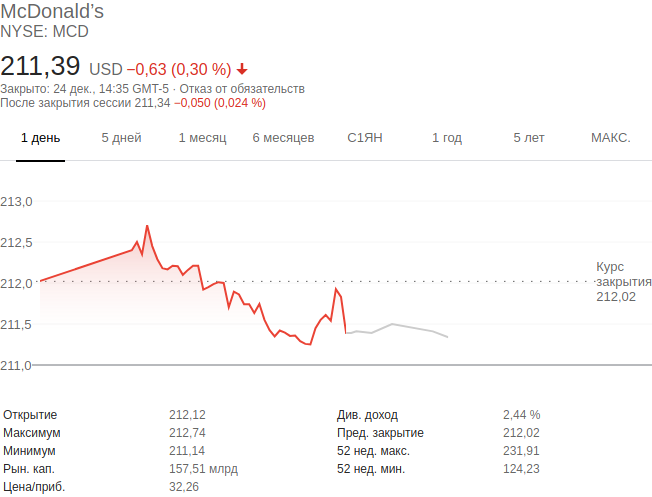 McDonald’s
NYSE: MCD
211,39 USD −0,63 (0,30 %)
Закрыто: 24 дек., 14:35 GMT-5 · Отказ от обязательств
После закрытия сессии 211,34 −0,050 (0,024 %)
1 день 5 дней 1 месяц 6 месяцев С1ЯН 1 год 5 лет МАКС.
213,0
212,5
212,0
211,5
211,0
Курс
закрытия
212,02
Открытие 212,12 Див. доход 2,44 %
Максимум 212,74 Пред. закрытие 212,02
Минимум 211,14 52 нед. макс. 231,91
Рын. кап. 157,51 млрд 52 нед. мин. 124,23
Цена/приб. 32,26